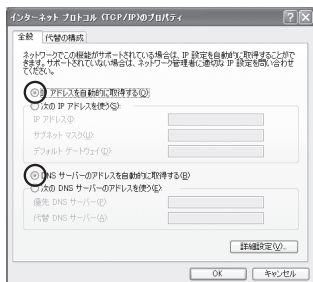 インターネット プロトコル (TCP/IP)のプロパティ
全般 代替の構成
ネットワークでこの機能がサポートされている場合は、IP 設定を自動的に取得することがで
きます。サポートされていない場合は、ネットワーク管理者に適切な IP 設定を問い合わせ
てください。
アドレスを自動的に取得する(O)
次の IP アドレスを使う(S):
IP アドレス(I):
サブネット マスク(U):
デフォルト ゲートウェイ(D):
DNS サーバーのアドレスを自動的に取得する(B)
次の DNS サーバーのアドレスを使う(E):
優先 DNS サーバー(P):
代替 DNS サーバー(A):
詳細設定(V)...
OK キャンセル